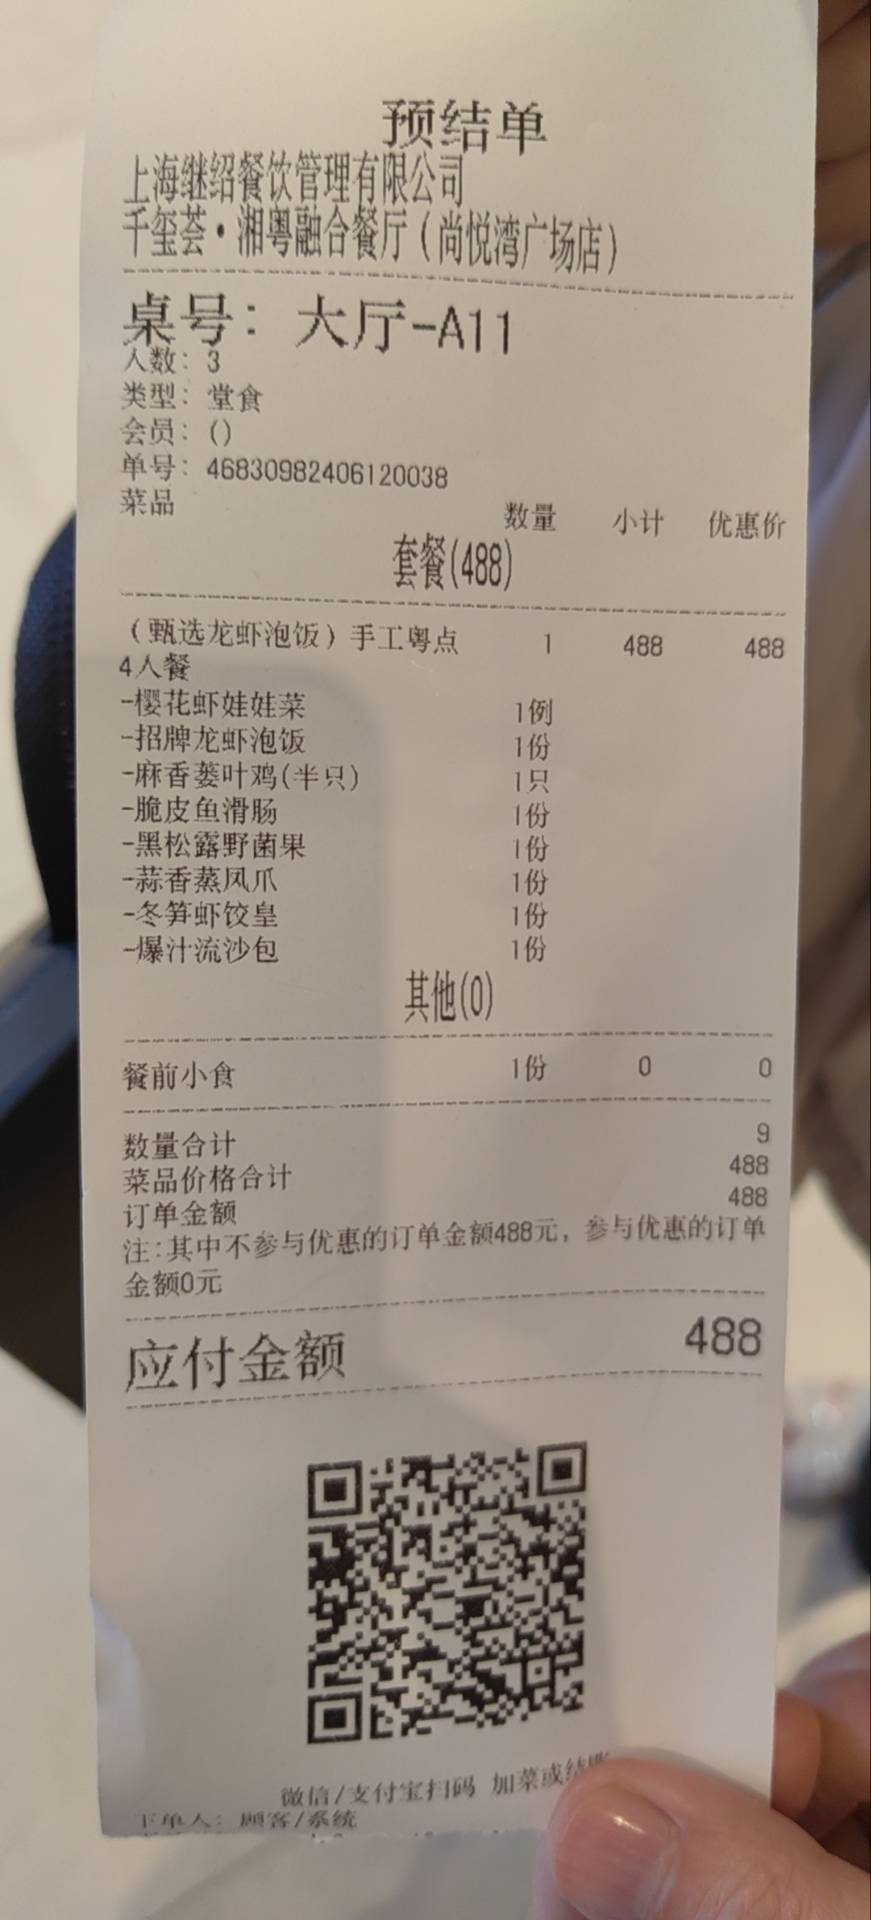 预结单
上海继绍餐饮管理有限公司
千玺荟·湘粤融合餐厅(尚悦湾广场店)
桌号: 大厅-A11
人数: 3
类型: 堂食
会员: ()
单号: 46830982406120038
菜品 数量 小计 优惠价
套餐(488)
(甄选龙虾泡饭)手工粤点 1 488 488
4人餐
-樱花虾娃娃菜 1例
-招牌龙虾泡饭 1份
-麻香蒌叶鸡(半只) 1只
-脆皮鱼滑肠 1份
-黑松露野菌果 1份
-蒜香蒸凤爪 1份
-冬笋虾饺皇 1份
-爆汁流沙包 1份
其他(0)
餐前小食 1份 0 0
数量合计 9
菜品价格合计 488
订单金额 488
注:其中不参与优惠的订单金额488元, 参与优惠的订单
金额0元
应付金额 488
微信/支付宝扫码 加菜或结
下单人: 顾客/系统